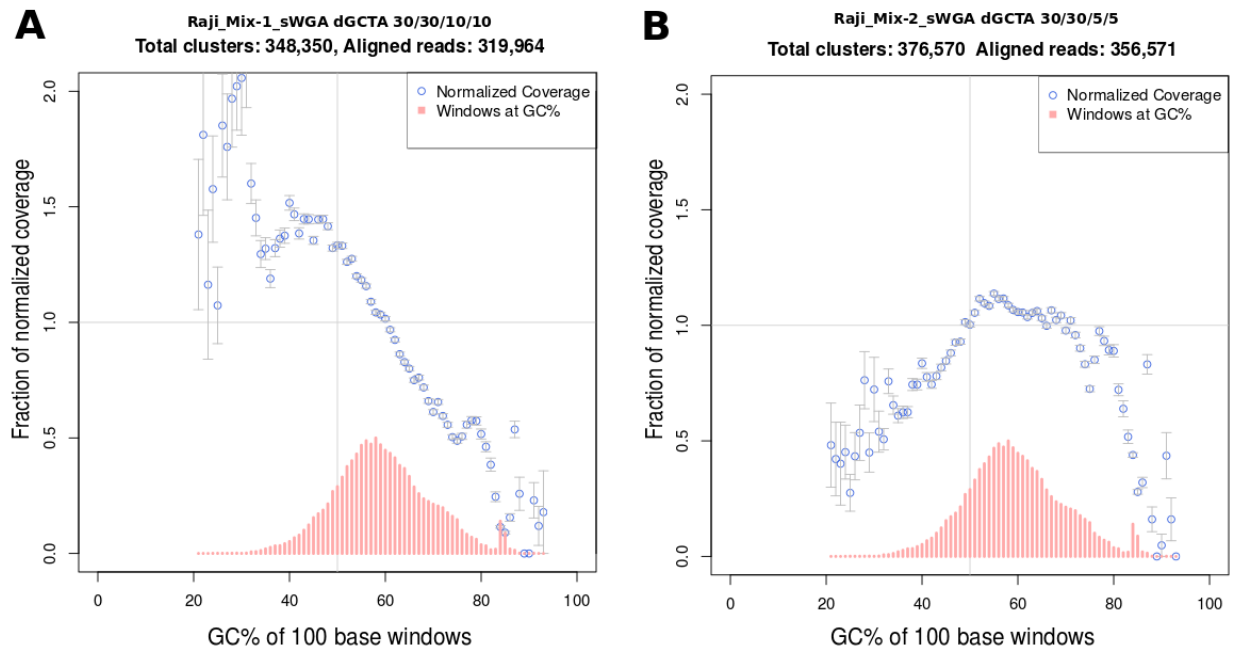 A
Raji_Mix-1_sWGA dGCTA 30/30/10/10
Total clusters: 348,350, Aligned reads: 319,964
Normalized Coverage
Windows at GC%
Fraction of normalized coverage
2.0
1.5
1.0
0.5
0.0
0 20 40 60 80 100
GC% of 100 base windows
B
Raji_Mix-2_sWGA dGCTA 30/30/5/5
Total clusters: 376,570 Aligned reads: 356,571
Normalized Coverage
Windows at GC%
Fraction of normalized coverage
2.0
1.5
1.0
0.5
0.0
0 20 40 60 80 100
GC% of 100 base windows